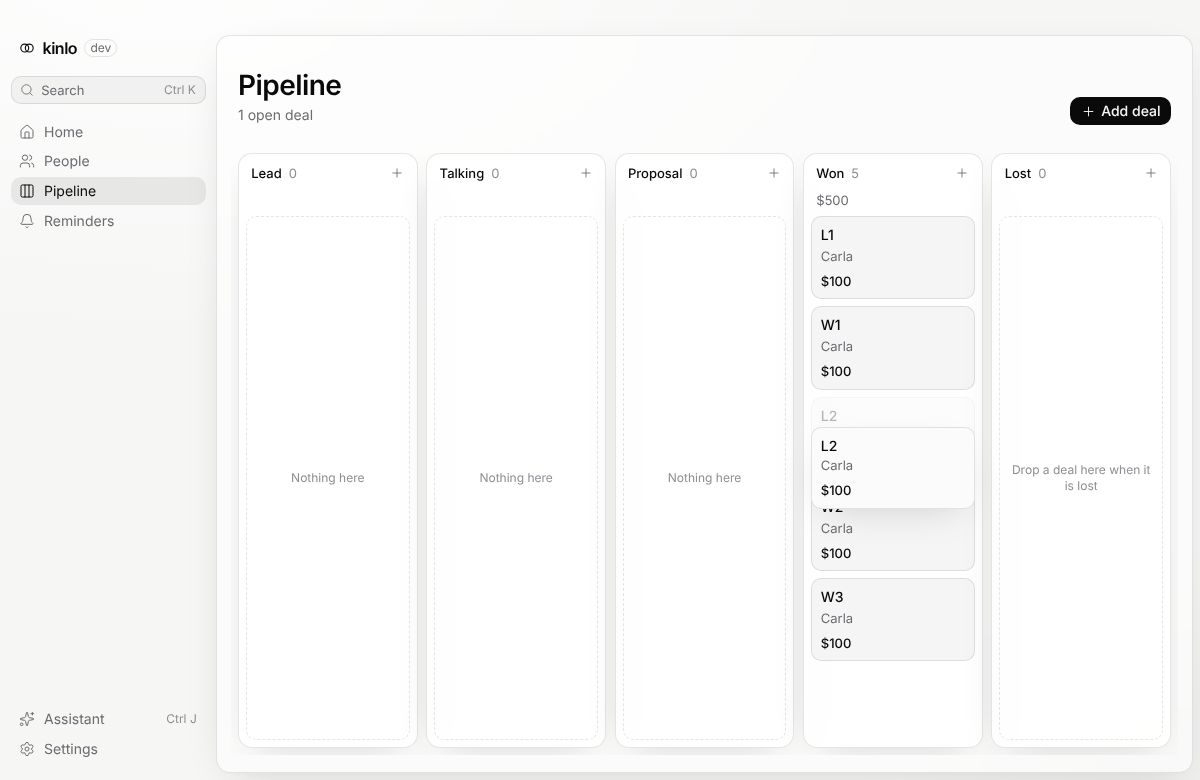 kinlo dev
Search Ctrl K
Home
People
Pipeline
Reminders
Assistant Ctrl J
Settings
Pipeline
1 open deal
+ Add deal
Lead 0
Nothing here
Talking 0
Nothing here
Proposal 0
Nothing here
Won 5
$500
L1
Carla
$100
W1
Carla
$100
L2
L2
Carla
$100
W2
Carla
$100
W3
Carla
$100
Lost 0
Drop a deal here when it
is lost